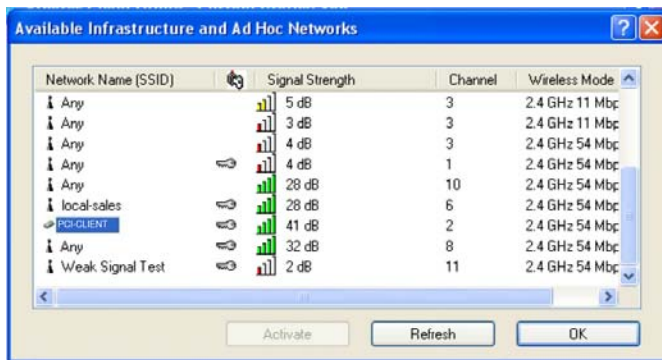 Available Infrastructure and Ad Hoc Networks
Network Name (SSID) Signal Strength Channel Wireless Mode
Any 5 dB 3 2.4 GHz 11 Mbp
Any 3 dB 3 2.4 GHz 11 Mbp
Any 4 dB 3 2.4 GHz 54 Mbp
Any 4 dB 1 2.4 GHz 54 Mbp
Any 28 dB 10 2.4 GHz 54 Mbp
local-sales 28 dB 6 2.4 GHz 54 Mbp
PCI-CLIENT 41 dB 2 2.4 GHz 54 Mbp
Any 32 dB 8 2.4 GHz 54 Mbp
Weak Signal Test 2 dB 11 2.4 GHz 54 Mbp
Activate Refresh OK